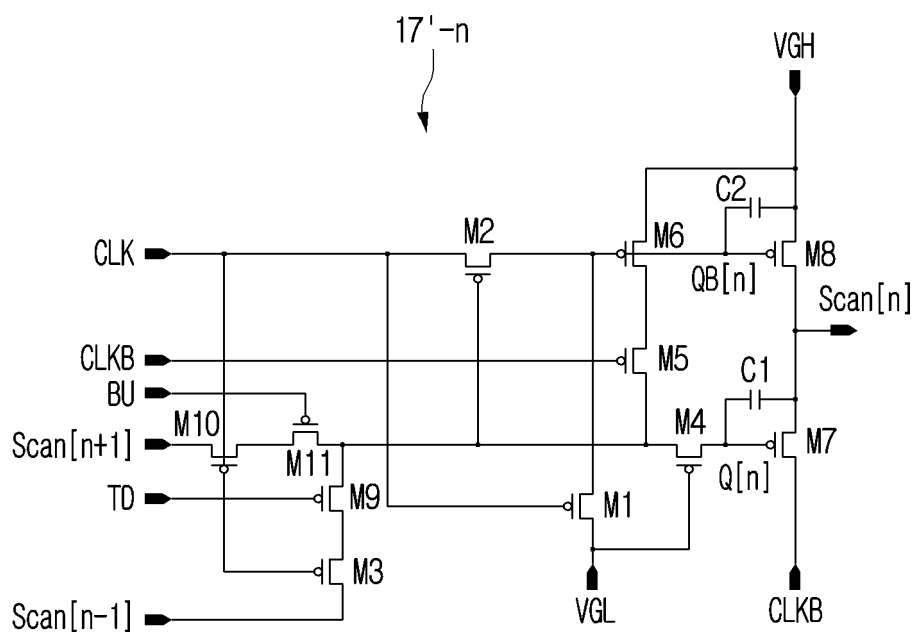 17'-n
VGH
C2
M2
M6
CLK
M8
QB[n]
Scan[n]
CLKB
M5
BU
C1
M10
M4
Scan[n+1]
M7
M11
Q[n]
TD
M9
M1
M3
Scan[n-1]
VGL
CLKB